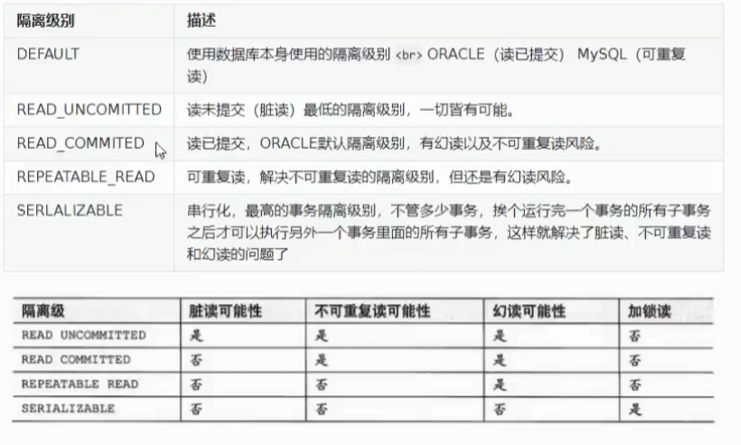 隔离级别 描述
DEFAULT 使用数据库本身使用的隔离级别 <br> ORACLE（读已提交） MySQL（可重复
读）
READ_UNCOMITTED 读未提交（脏读）最低的隔离级别，一切皆有可能。
READ_COMMITED 读已提交，ORACLE默认隔离级别，有幻读以及不可重复读风险。
REPEATABLE_READ 可重复读，解决不可重复读的隔离级别，但还是有幻读风险。
SERLALIZABLE 串行化，最高的事务隔离级别，不管多少事务，挨个运行完一个事务的所有子事务
之后才可以执行另外一个事务里面的所有子事务，这样就解决了脏读、不可重复读
和幻读的问题了
隔离级 脏读可能性 不可重复读可能性 幻读可能性 加锁读
READ UNCOMMITTED 是 是 是 否
READ COMMITTED 否 是 是 否
REPEATABLE READ 否 否 是 否
SERIALIZABLE 否 否 否 是